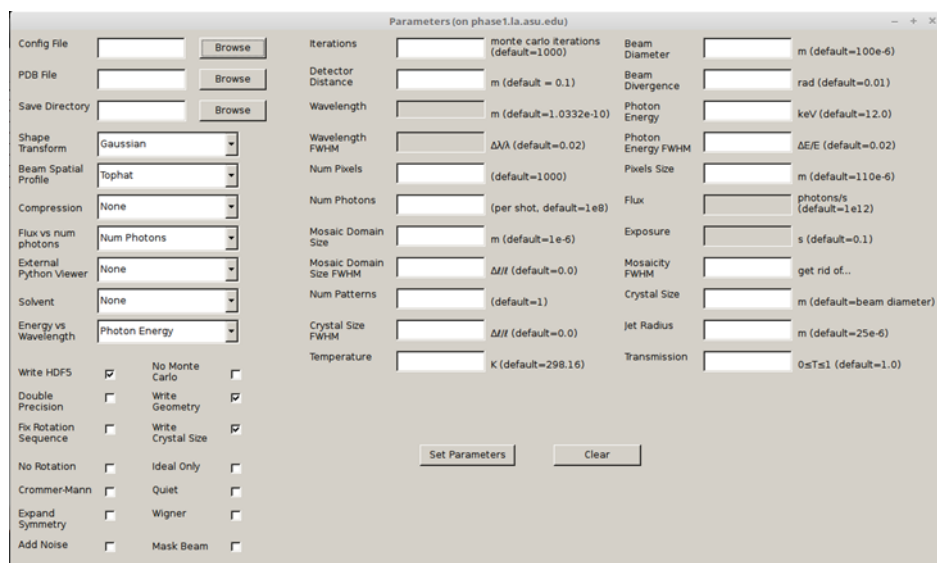 Parameters (on phase1.la.asu.edu)
Config File
Browse
PDB File
Browse
Save Directory
Browse
Shape
Transform
Gaussian
Beam Spatial
Profile
Tophat
Compression
None
Flux vs num
photons
Num Photons
External
Python Viewer
None
Solvent
None
Energy vs
Wavelength
Photon Energy
Write HDF5
No Monte
Carlo
Double
Precision
Write
Geometry
Fix Rotation
Sequence
Write
Crystal Size
No Rotation
Ideal Only
Crommer-Mann
Quiet
Expand
Symmetry
Wigner
Add Noise
Mask Beam
Iterations
monte carlo iterations
(default=1000)
Detector
Distance
m (default = 0.1)
Wavelength
m (default=1.0332e-10)
Wavelength
FWHM
Δλ/λ (default=0.02)
Num Pixels
(default=1000)
Num Photons
(per shot, default=1e8)
Mosaic Domain
Size
m (default=1e-6)
Mosaic Domain
Size FWHM
Δℓ/ℓ (default=0.0)
Num Patterns
(default=1)
Crystal Size
FWHM
Δℓ/ℓ (default=0.0)
Temperature
K (default=298.16)
Beam
Diameter
m (default=100e-6)
Beam
Divergence
rad (default=0.01)
Photon
Energy
keV (default=12.0)
Photon
Energy FWHM
ΔE/E (default=0.02)
Pixels Size
m (default=110e-6)
Flux
photons/s
(default=1e12)
Exposure
s (default=0.1)
Mosaicity
FWHM
get rid of...
Crystal Size
m (default=beam diameter)
Jet Radius
m (default=25e-6)
Transmission
0≤T≤1 (default=1.0)
Set Parameters
Clear